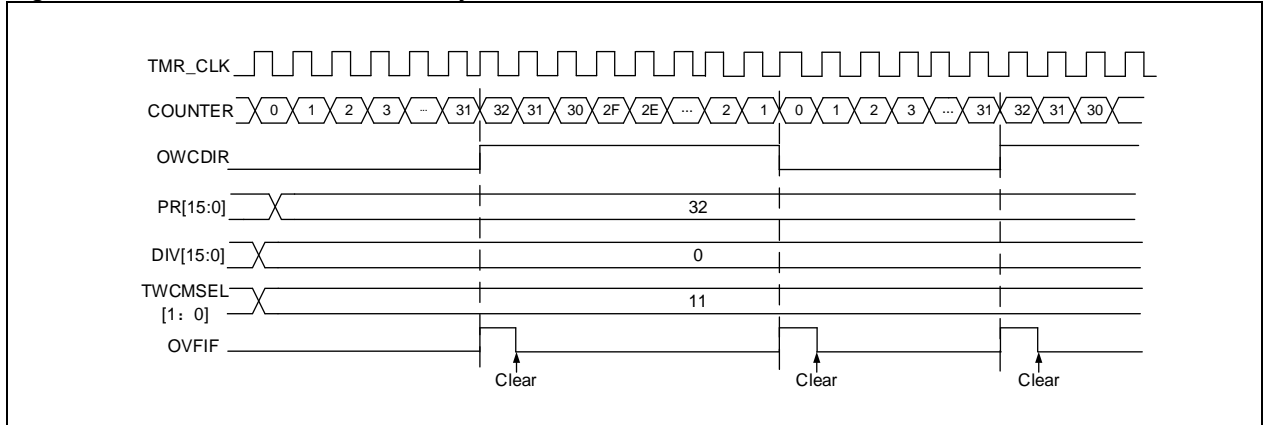 TMR_CLK
COUNTER 0 1 2 3 ... 31 32 31 30 2F 2E ... 2 1 0 1 2 3 ... 31 32 31 30
OWCDIR
PR[15:0] 32
DIV[15:0] 0
TWCMSEL
[1：0] 11
OVFIF
Clear Clear Clear